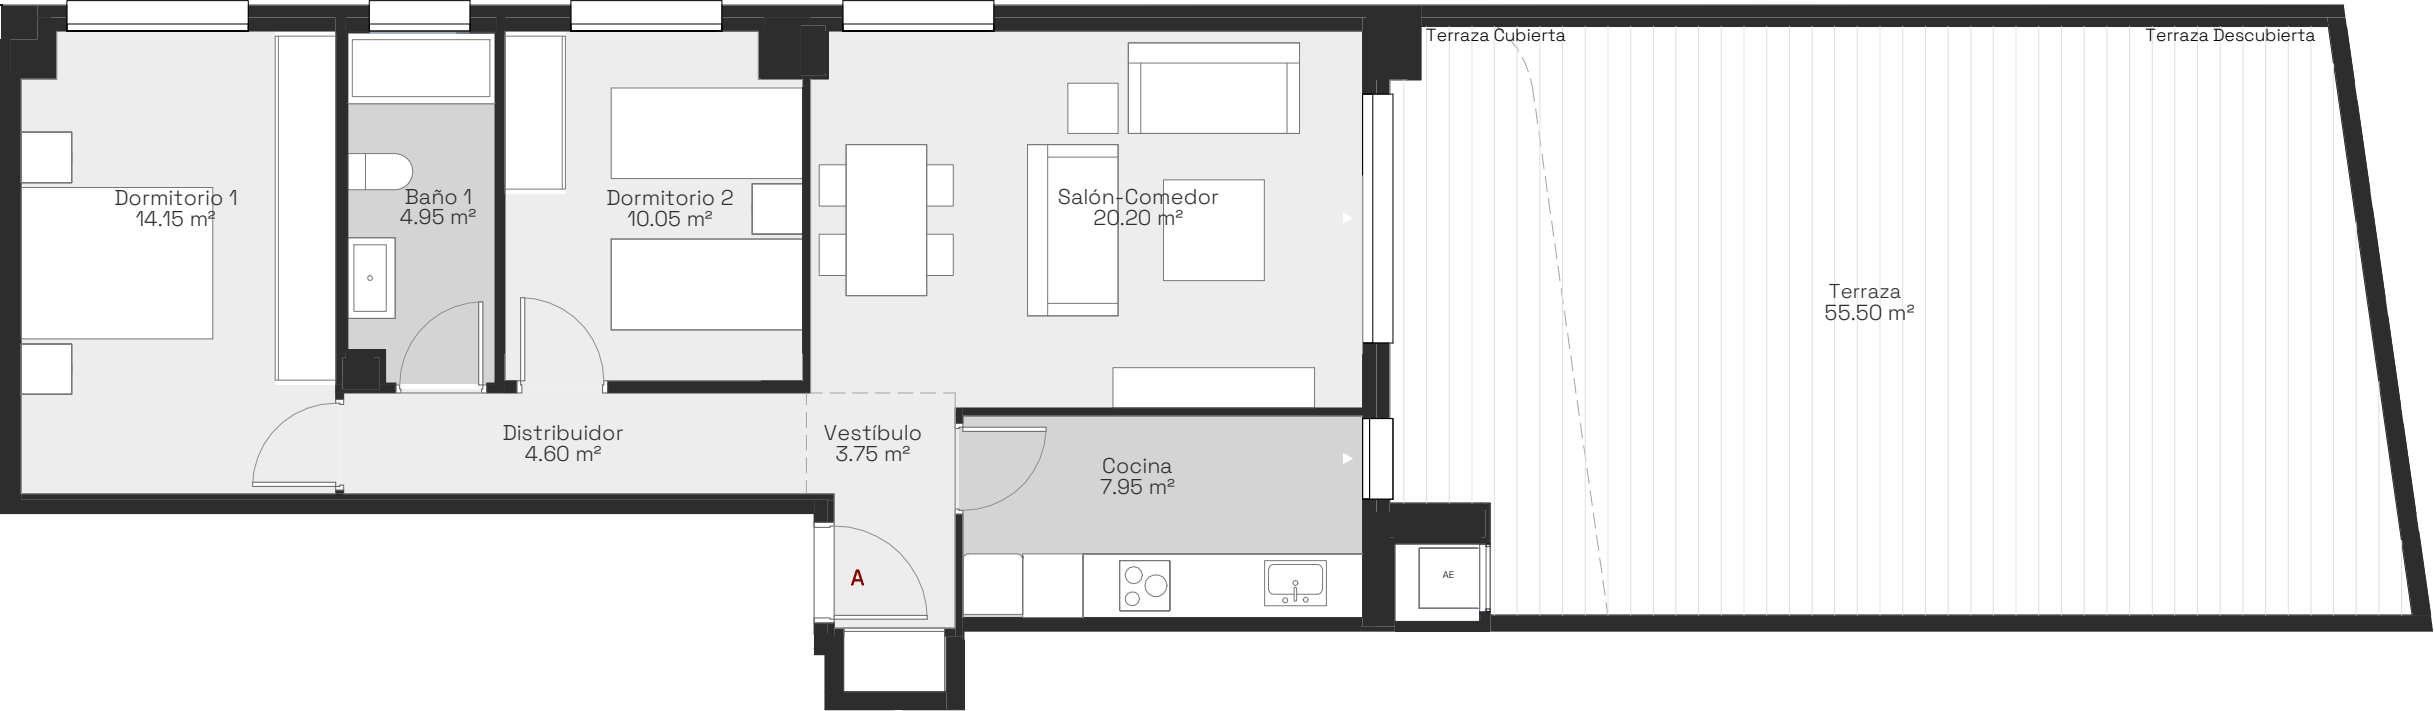 Terraza Cubierta
Terraza Descubierta
Dormitorio 1
14.15 m²
Baño 1
4.95 m²
Dormitorio 2
10.05 m²
Salón-Comedor
20.20 m²
Terraza
55.50 m²
Distribuidor
4.60 m²
Vestíbulo
3.75 m²
Cocina
7.95 m²
A
AE